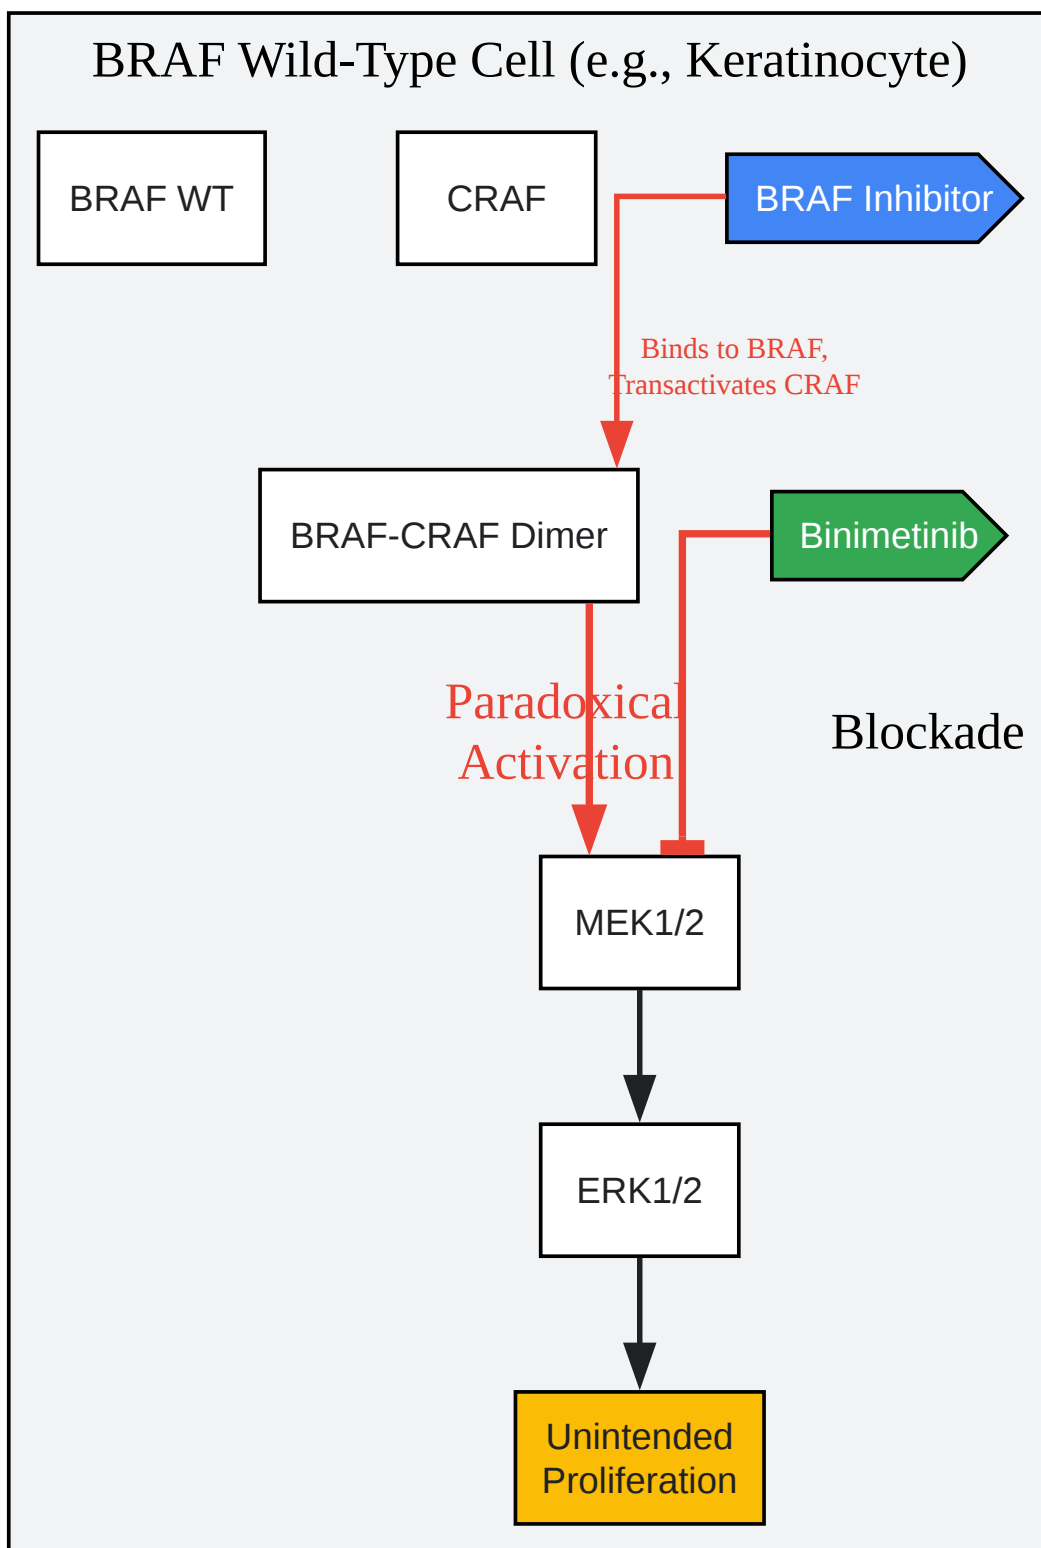 BRAF Wild-Type Cell (e.g., Keratinocyte)
BRAF WT
CRAF
BRAF Inhibitor
Binds to BRAF,
Transactivates CRAF
BRAF-CRAF Dimer
Binimetinib
Paradoxical
Activation
Blockade
MEK1/2
ERK1/2
Unintended
Proliferation